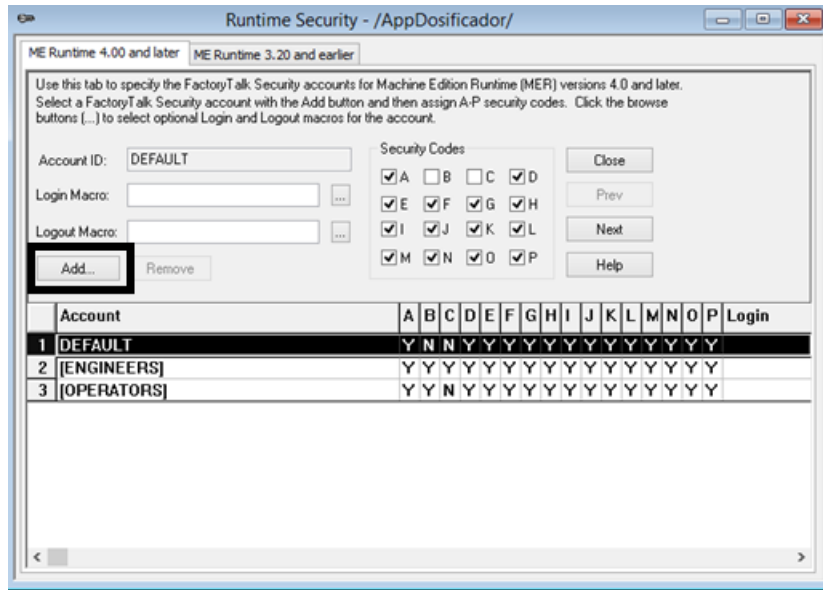 Runtime Security - /AppDosificador/
ME Runtime 4.00 and later ME Runtime 3.20 and earlier
Use this tab to specify the FactoryTalk Security accounts for Machine Edition Runtime (MER) versions 4.0 and later.
Select a FactoryTalk Security account with the Add button and then assign A-P security codes. Click the browse
buttons (...) to select optional Login and Logout macros for the account.
Account ID: DEFAULT
Login Macro: ...
Logout Macro: ...
Add... Remove
Security Codes
A B C D
E F G H
I J K L
M N O P
Close
Prev
Next
Help
Account A B C D E F G H I J K L M N O P Login
1 DEFAULT Y N N Y Y Y Y Y Y Y Y Y Y Y Y Y
2 [ENGINEERS] Y Y Y Y Y Y Y Y Y Y Y Y Y Y Y Y
3 [OPERATORS] Y Y N Y Y Y Y Y Y Y Y Y Y Y Y Y